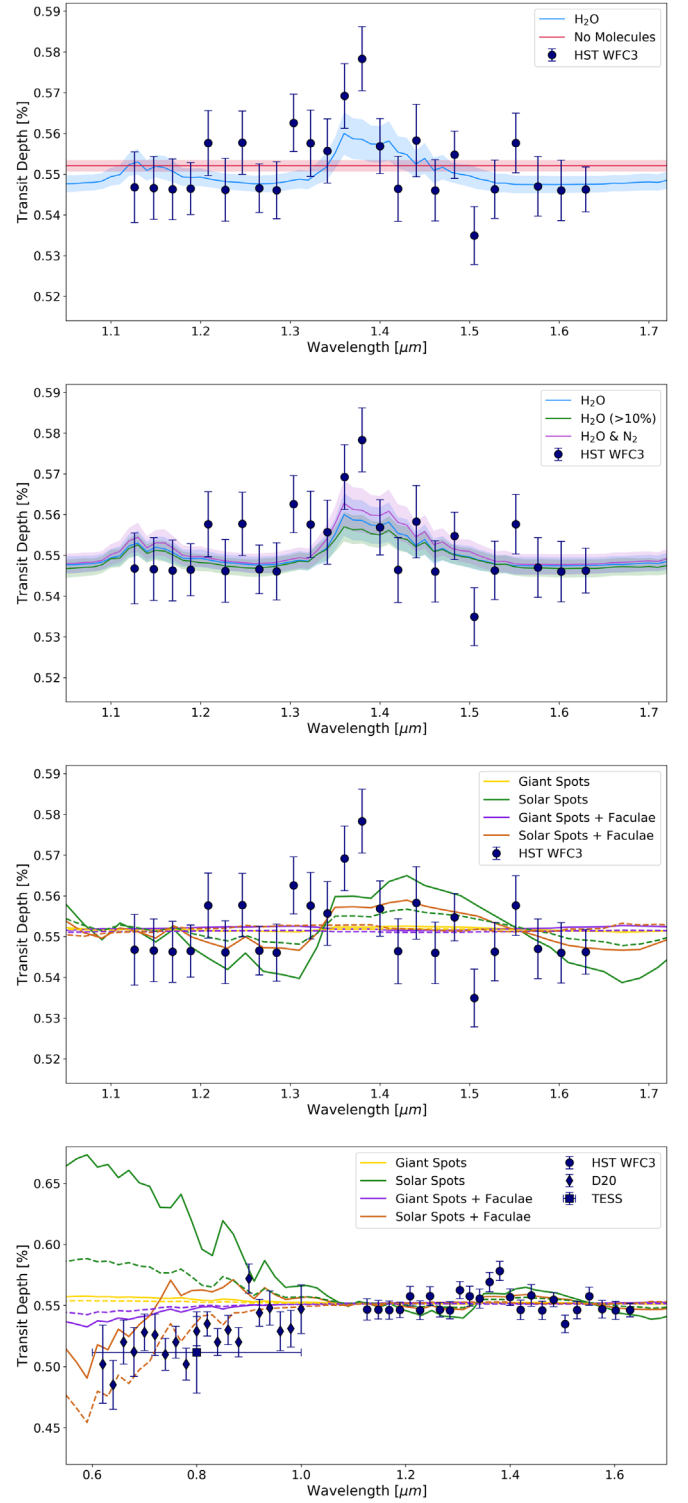 0.59
0.58
0.57
0.56
0.55
0.54
0.53
0.52
Transit Depth [%]
H₂O
No Molecules
HST WFC3
1.1 1.2 1.3 1.4 1.5 1.6 1.7
Wavelength [μm]
0.59
0.58
0.57
0.56
0.55
0.54
0.53
0.52
Transit Depth [%]
H₂O
H₂O (>10%)
H₂O & N₂
HST WFC3
1.1 1.2 1.3 1.4 1.5 1.6 1.7
Wavelength [μm]
0.59
0.58
0.57
0.56
0.55
0.54
0.53
0.52
Transit Depth [%]
Giant Spots
Solar Spots
Giant Spots + Faculae
Solar Spots + Faculae
HST WFC3
1.1 1.2 1.3 1.4 1.5 1.6 1.7
Wavelength [μm]
0.65
0.60
0.55
0.50
0.45
Transit Depth [%]
Giant Spots
Solar Spots
Giant Spots + Faculae
Solar Spots + Faculae
HST WFC3
D20
TESS
0.6 0.8 1.0 1.2 1.4 1.6
Wavelength [μm]